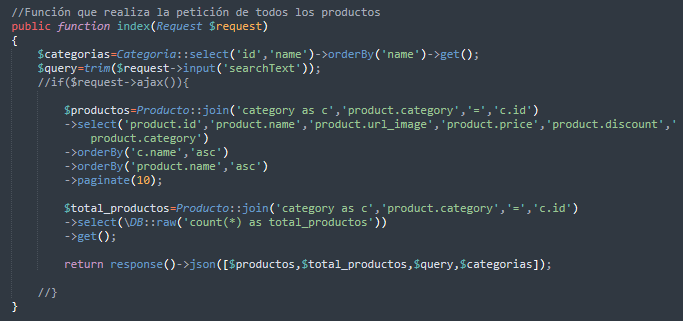 //Función que realiza la petición de todos los productos
public function index(Request $request)
{
$categorias=Categoria::select('id','name')->orderBy('name')->get();
$query=trim($request->input('searchText'));
//if($request->ajax()){
$productos=Producto::join('category as c','product.category','=','c.id')
->select('product.id','product.name','product.url_image','product.price','product.discount','
product.category')
->orderBy('c.name','asc')
->orderBy('product.name','asc')
->paginate(10);
$total_productos=Producto::join('category as c','product.category','=','c.id')
->select(\DB::raw('count(*) as total_productos'))
->get();
return response()->json([$productos,$total_productos,$query,$categorias]);
//}
}